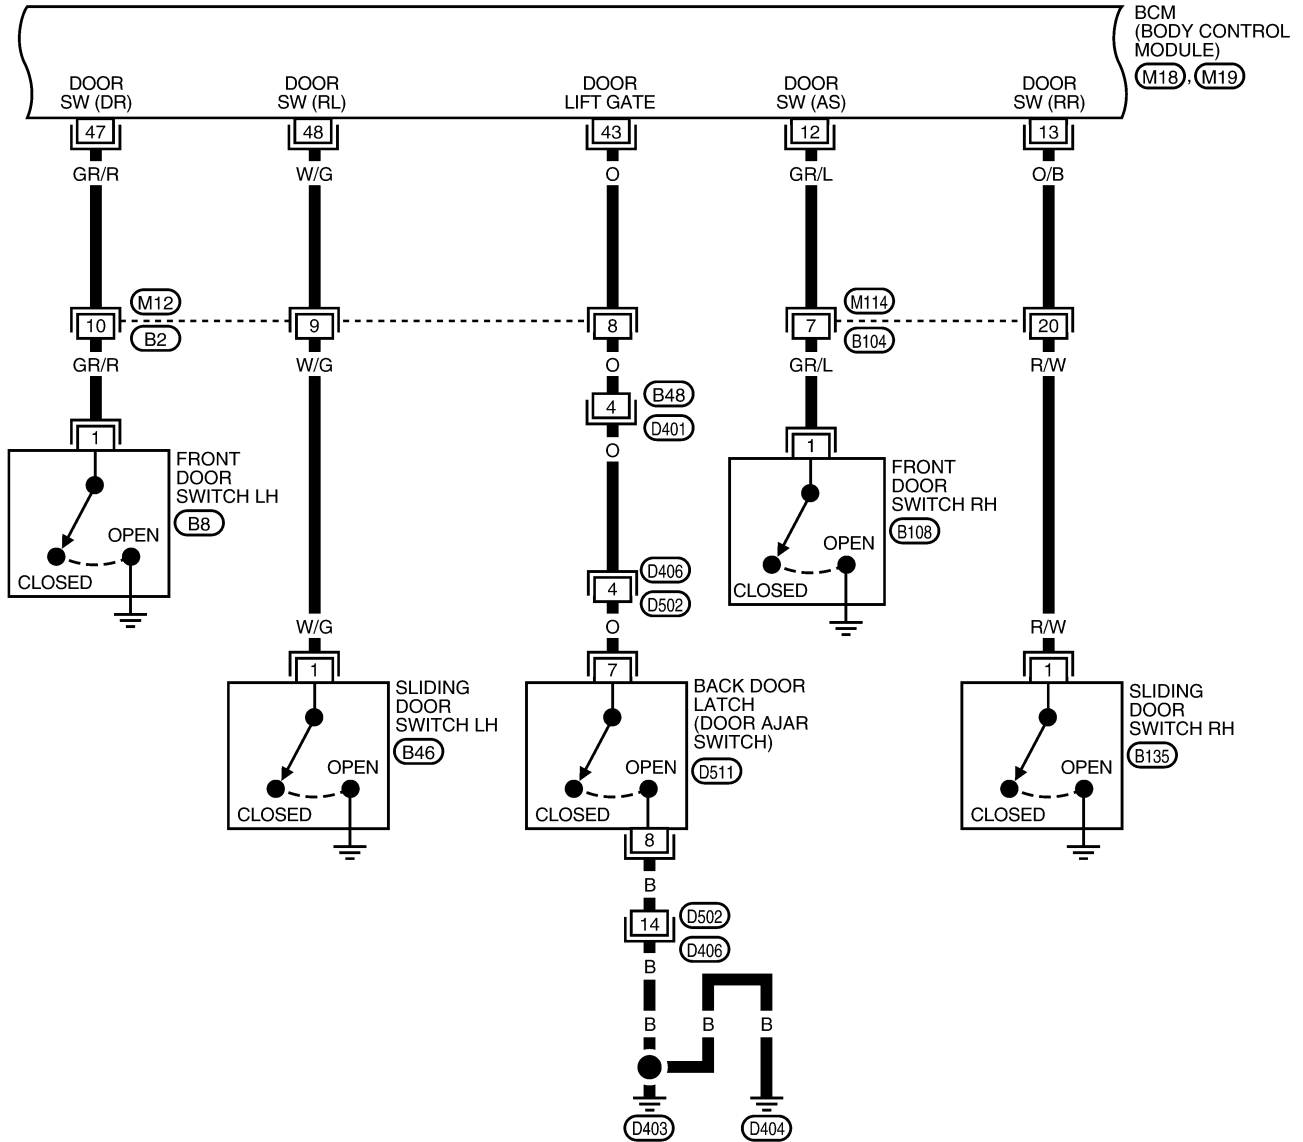 BCM
(BODY CONTROL
MODULE)
M18, M19
DOOR
SW (DR)
DOOR
SW (RL)
DOOR
LIFT GATE
DOOR
SW (AS)
DOOR
SW (RR)
47
48
43
12
13
GR/R
W/G
O
GR/L
O/B
M12
M114
10
9
8
7
20
B2
B104
GR/R
W/G
O
GR/L
R/W
4
B48
D401
O
1
FRONT
DOOR
SWITCH LH
B8
OPEN
CLOSED
1
FRONT
DOOR
SWITCH RH
B108
OPEN
CLOSED
4
D406
D502
W/G
O
R/W
1
SLIDING
DOOR
SWITCH LH
B46
OPEN
CLOSED
7
BACK DOOR
LATCH
(DOOR AJAR
SWITCH)
D511
OPEN
CLOSED
1
SLIDING
DOOR
SWITCH RH
B135
OPEN
CLOSED
8
B
14
D502
D406
B
B
B
B
D403
D404